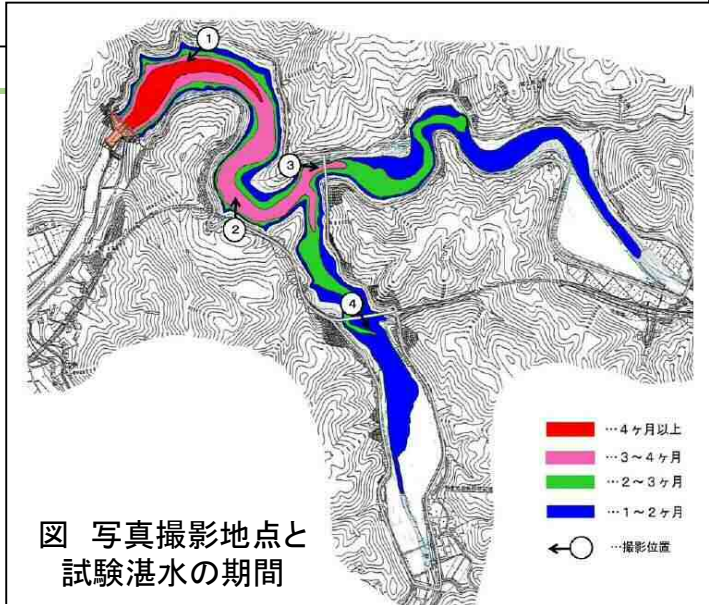 1
2
3
4
…4ヶ月以上
…3～4ヶ月
…2～3ヶ月
…1～2ヶ月
…撮影位置
図 写真撮影地点と
試験湛水の期間